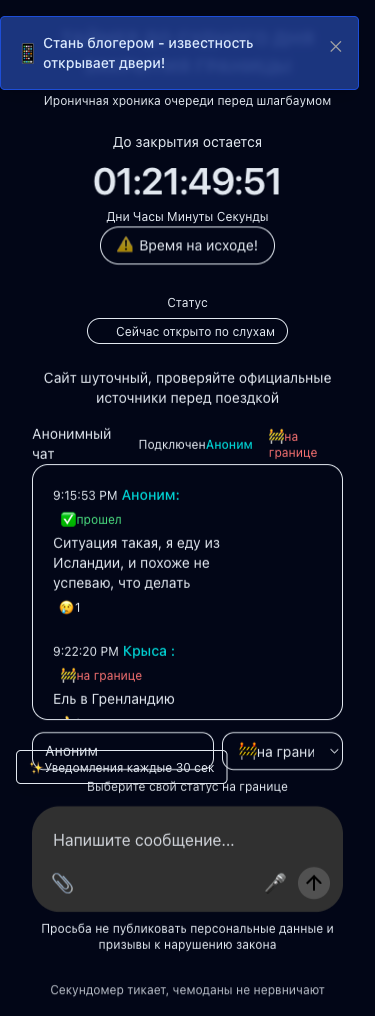 Стань блогером - известность
открывает двери!
Ироничная хроника очереди перед шлагбаумом
До закрытия остается
01:21:49:51
Дни Часы Минуты Секунды
⚠️ Время на исходе!
Статус
Сейчас открыто по слухам
Сайт шуточный, проверяйте официальные
источники перед поездкой
Анонимный
чат
Подключен Аноним
🚧на
границе
9:15:53 PM Аноним:
✅прошел
Ситуация такая, я еду из
Исландии, и похоже не
успеваю, что делать
😢1
9:22:20 PM Крыса :
🚧на границе
Ель в Гренландию
Аноним
🚧на грани
✨Уведомления каждые 30 сек
Выберите свой статус на границе
Напишите сообщение...
Просьба не публиковать персональные данные и
призывы к нарушению закона
Секундомер тикает, чемоданы не нервничают